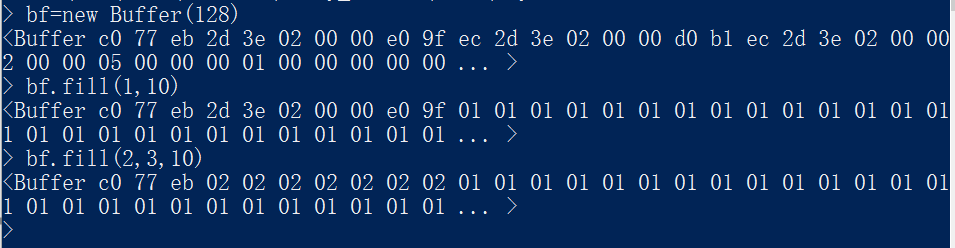 > bf=new Buffer(128)
<Buffer c0 77 eb 2d 3e 02 00 00 e0 9f ec 2d 3e 02 00 00 d0 b1 ec 2d 3e 02 00 00
2 00 00 05 00 00 00 01 00 00 00 00 00 ... >
> bf.fill(1,10)
<Buffer c0 77 eb 2d 3e 02 00 00 e0 9f 01 01 01 01 01 01 01 01 01 01 01 01 01 01
1 01 01 01 01 01 01 01 01 01 01 01 01 ... >
> bf.fill(2,3,10)
<Buffer c0 77 eb 02 02 02 02 02 02 02 01 01 01 01 01 01 01 01 01 01 01 01 01 01
1 01 01 01 01 01 01 01 01 01 01 01 01 ... >
>